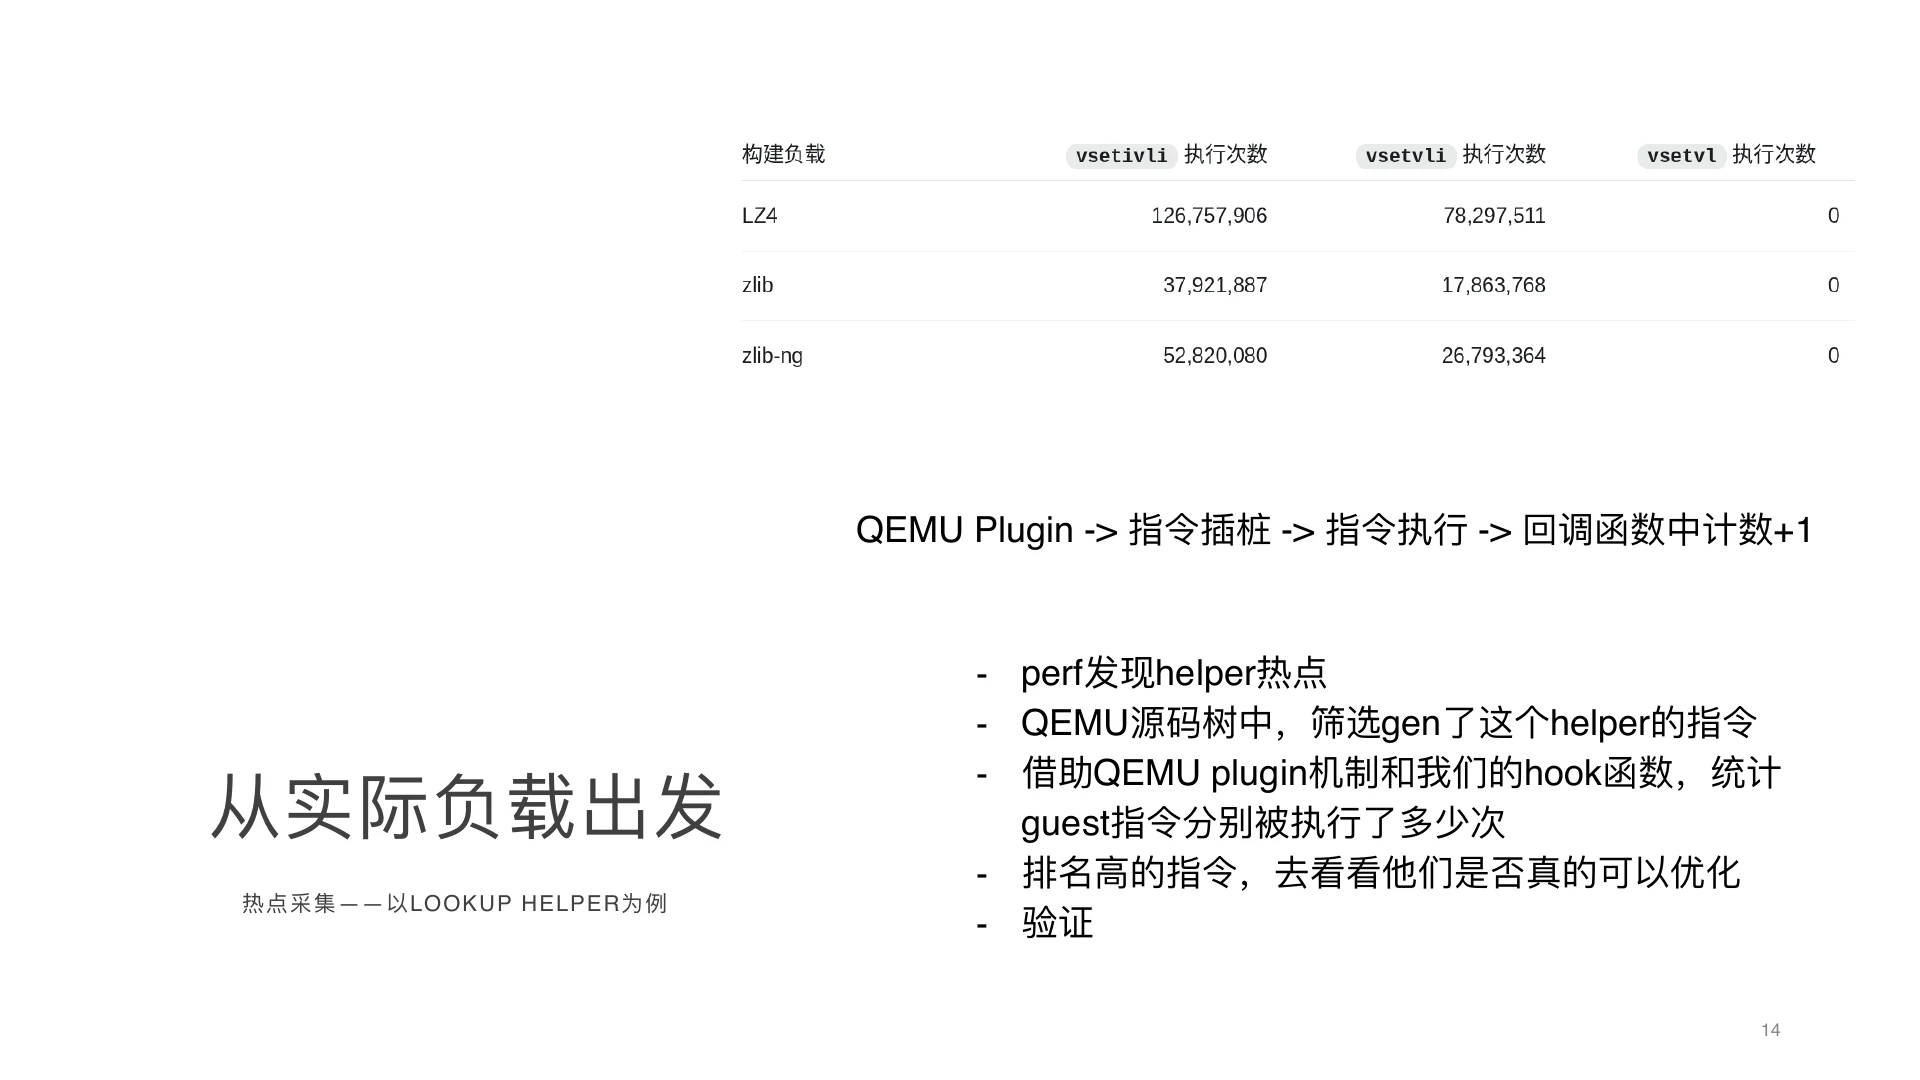 构建负载 vsetivli 执行次数 vsetvli 执行次数 vsetvl 执行次数
LZ4 126,757,906 78,297,511 0
zlib 37,921,887 17,863,768 0
zlib-ng 52,820,080 26,793,364 0
QEMU Plugin -> 指令插桩 -> 指令执行 -> 回调函数中计数+1
- perf发现helper热点
- QEMU源码树中，筛选gen了这个helper的指令
- 借助QEMU plugin机制和我们的hook函数，统计
guest指令分别被执行了多少次
- 排名高的指令，去看看他们是否真的可以优化
- 验证
从实际负载出发
热点采集——以LOOKUP HELPER为例
14